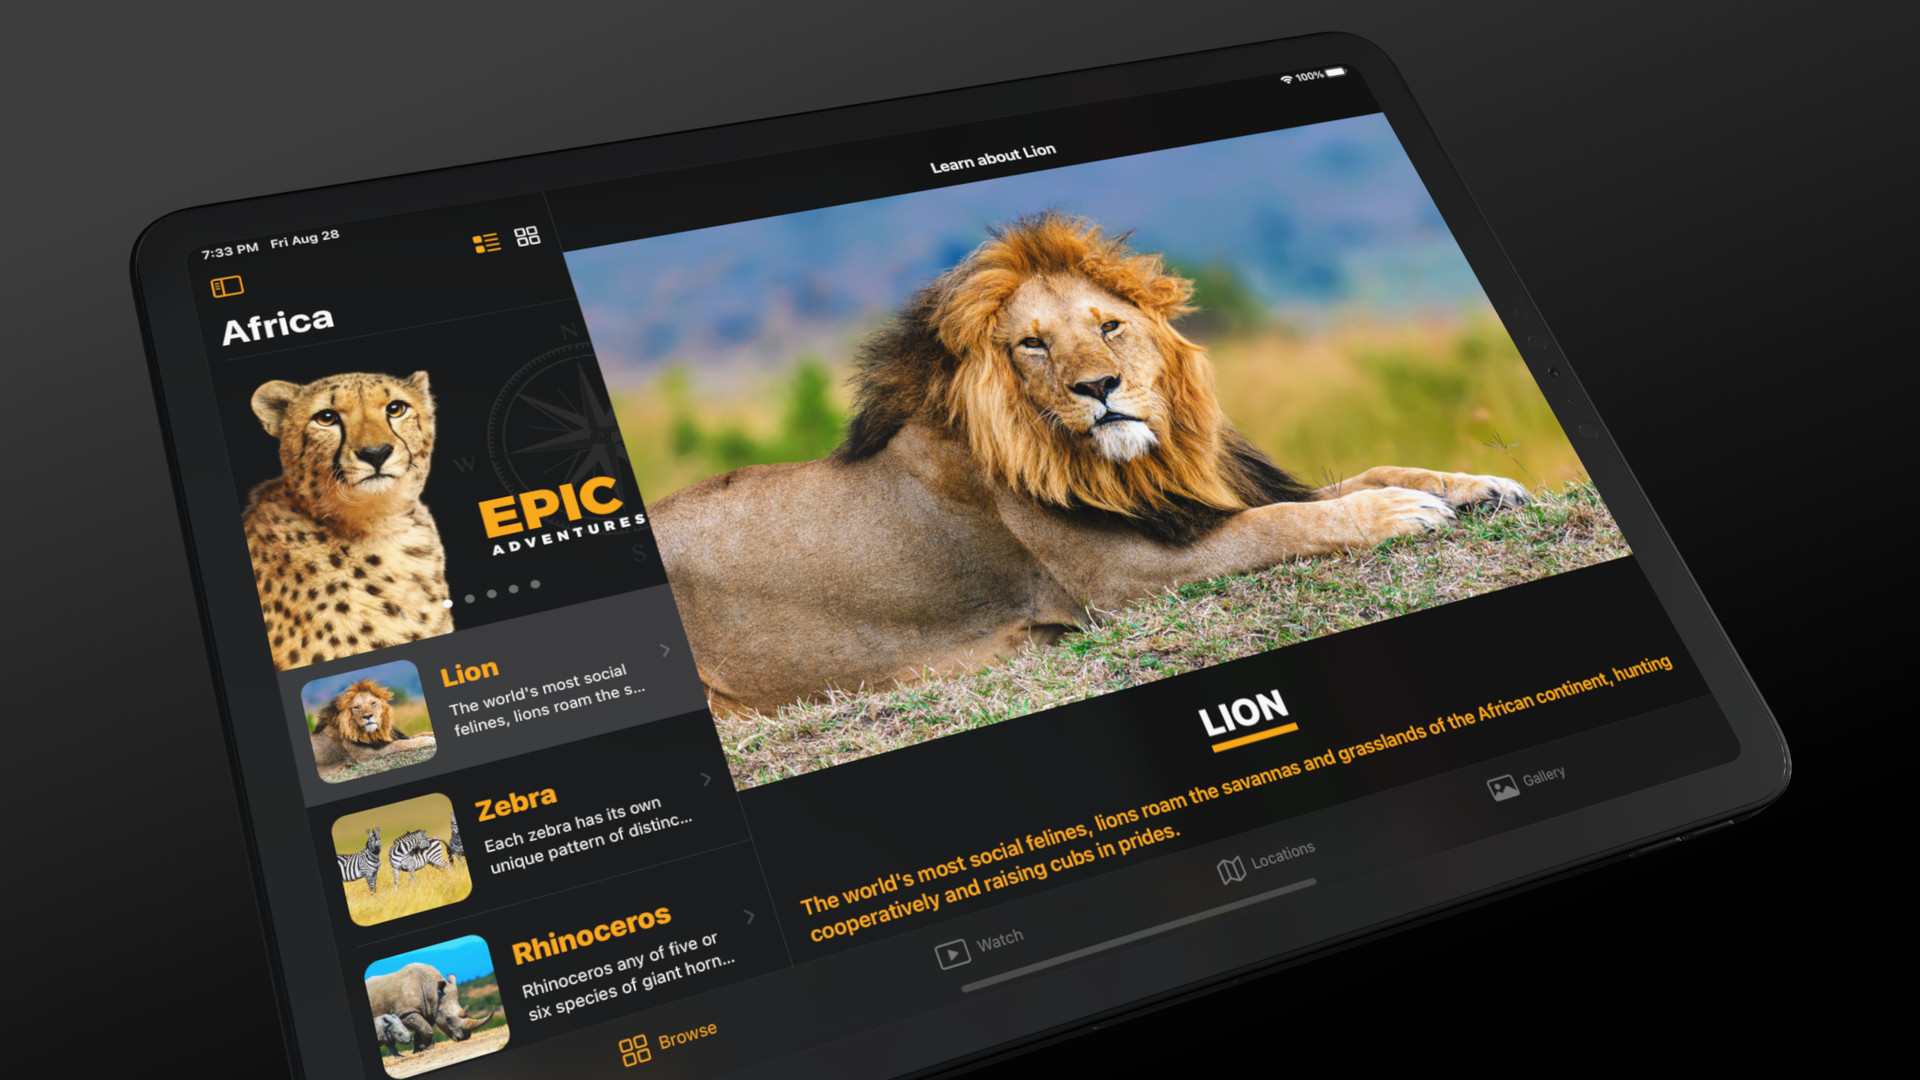 7:33 PM Fri Aug 28
100%
Africa
Learn about Lion
N
W
S
EPIC
ADVENTURES
Lion
The world's most social
felines, lions roam the s...
Zebra
Each zebra has its own
unique pattern of distinc...
Rhinoceros
Rhinoceros any of five or
six species of giant horn...
LION
The world's most social felines, lions roam the savannas and grasslands of the African continent, hunting
cooperatively and raising cubs in prides.
Browse
Watch
Locations
Gallery